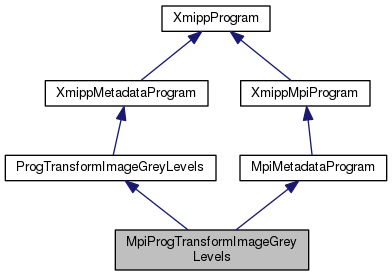 XmippProgram
XmippMetadataProgram
XmippMpiProgram
ProgTransformImageGreyLevels
MpiMetadataProgram
MpiProgTransformImageGrey
Levels